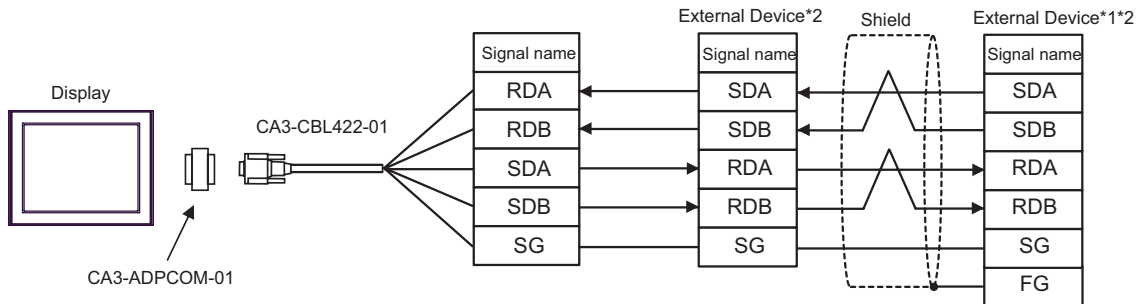 External Device*2
Shield
External Device*1*2
Signal name
Signal name
Signal name
Display
CA3-CBL422-01
CA3-ADPCOM-01
RDA
SDA
SDA
RDB
SDB
SDB
SDA
RDA
RDA
SDB
RDB
RDB
SG
SG
SG
FG